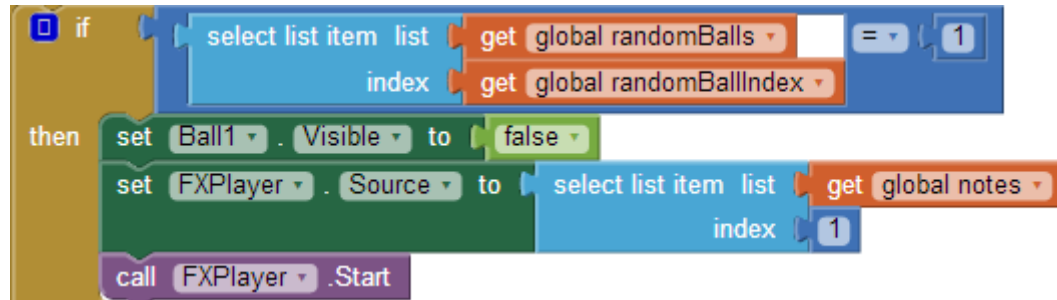 if select list item list get global randomBalls = 1
index get global randomBallIndex
then set Ball1 . Visible to false
set FXPlayer . Source to select list item list get global notes
index 1
call FXPlayer .Start